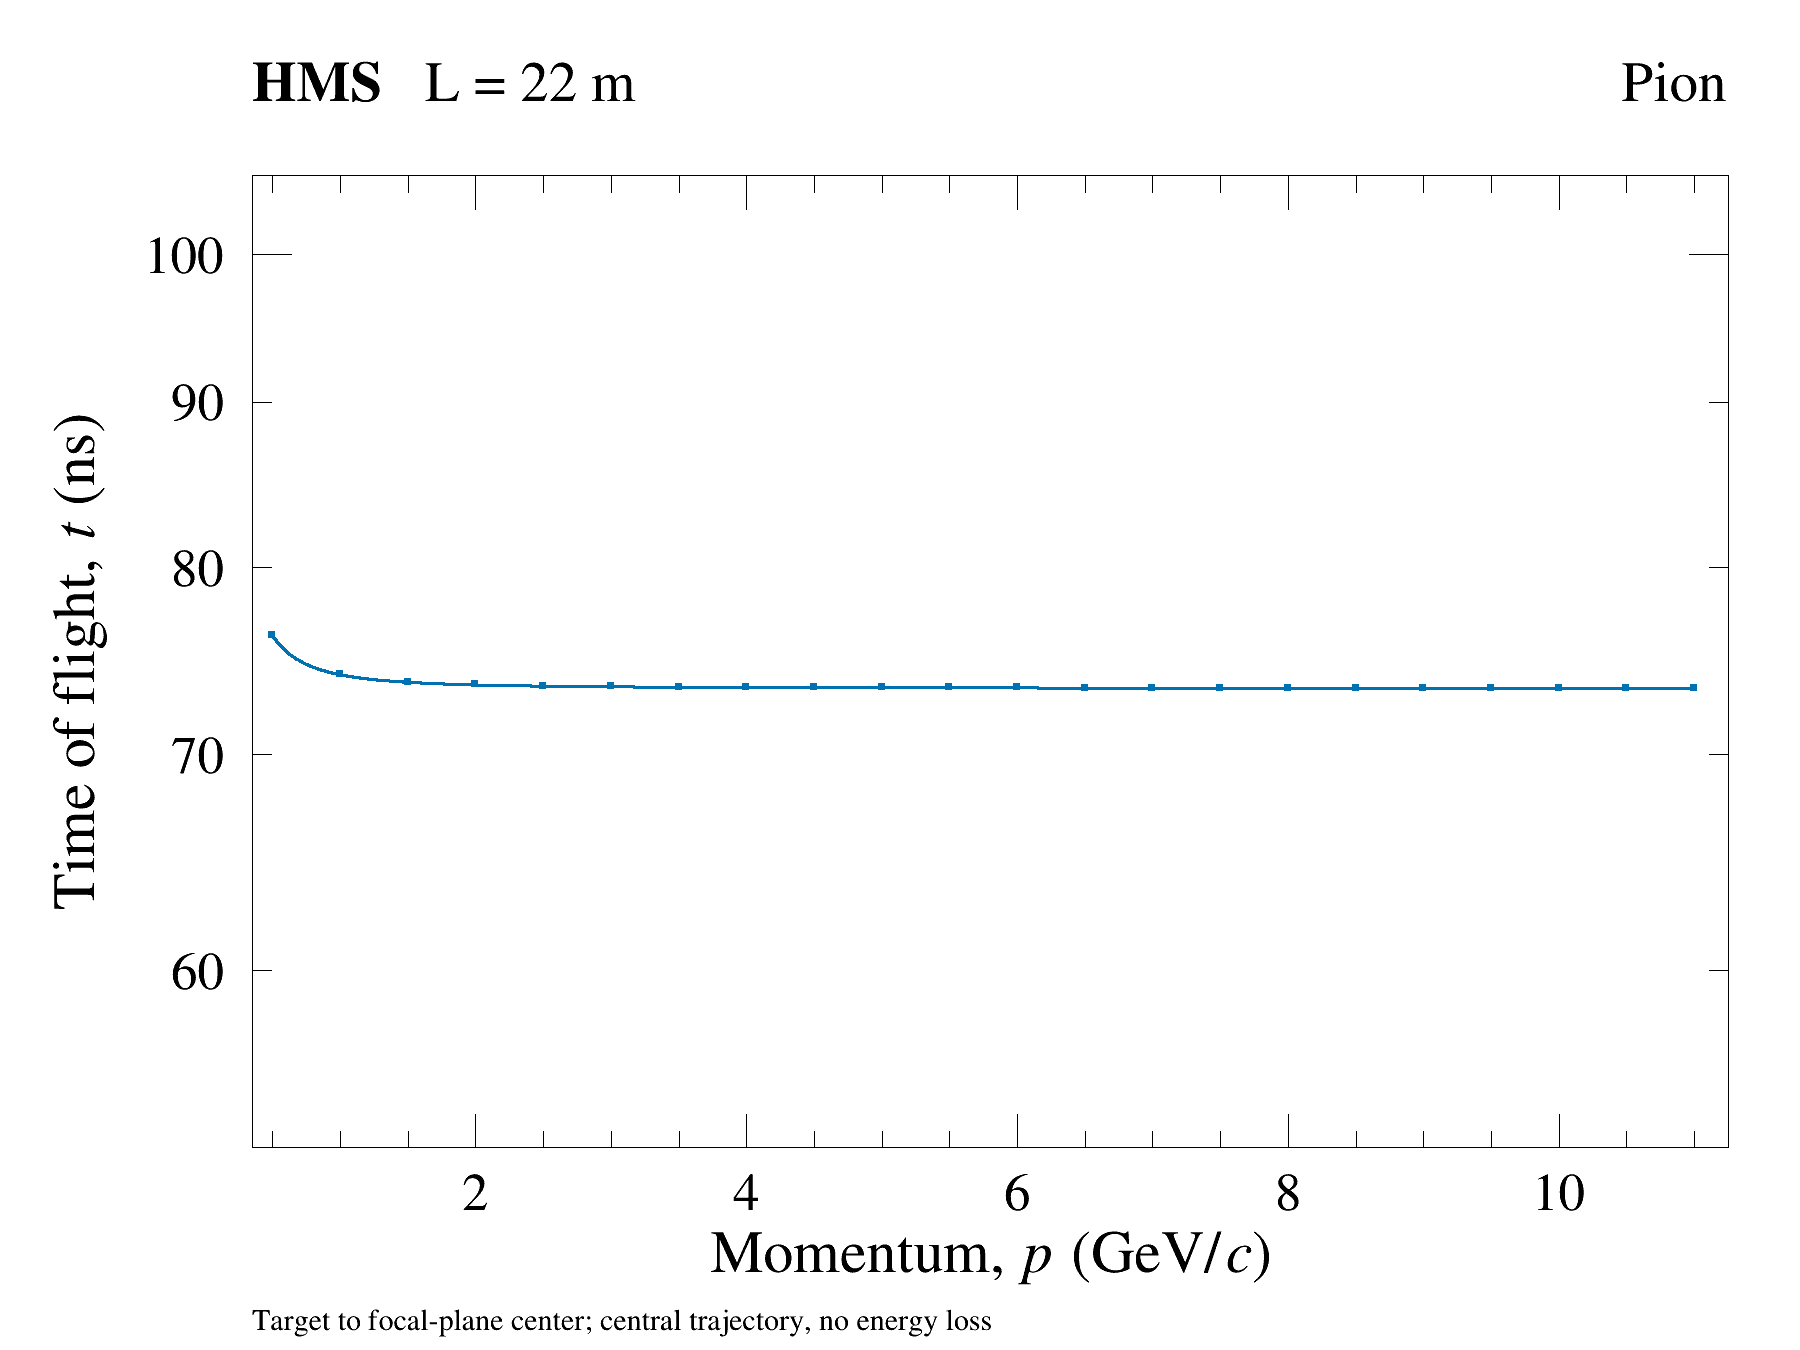 HMS L = 22 m
Pion
100
90
80
70
60
Time of flight, t (ns)
2 4 6 8 10
Momentum, p (GeV/c)
Target to focal-plane center; central trajectory, no energy loss